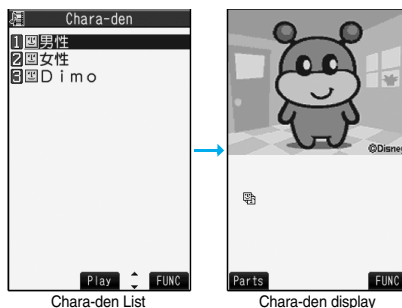 Chara-den
1 男性
2 女性
3 Ｄｉｍｏ
Play FUNC
Chara-den List
©Disney
Parts FUNC
Chara-den display